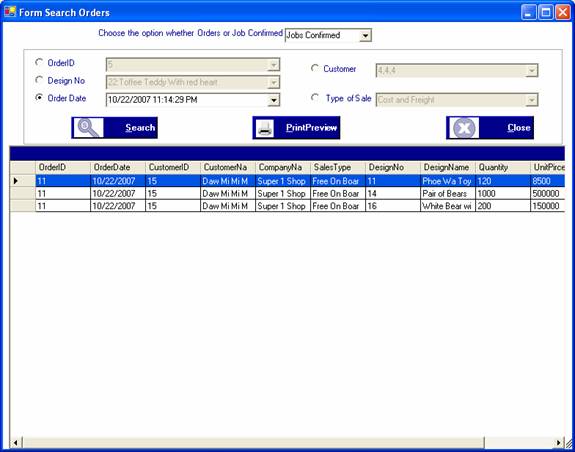 Form Search Orders
Choose the option whether Orders or Job Confirmed Jobs Confirmed
OrderID 5 Customer 4,4,4
Design No 22:Toffee Teddy With red heart
Order Date 10/22/2007 11:14:29 PM Type of Sale Cost and Freight
Search PrintPreview Close
OrderID OrderDate CustomerID CustomerNa CompanyNa SalesType DesignNo DesignName Quantity UnitPirce
11 10/22/2007 15 Daw Mi Mi M Super 1 Shop Free On Boar 11 Phoe Wa Toy 120 8500
11 10/22/2007 15 Daw Mi Mi M Super 1 Shop Free On Boar 14 Pair of Bears 1000 500000
11 10/22/2007 15 Daw Mi Mi M Super 1 Shop Free On Boar 16 White Bear wi 200 150000